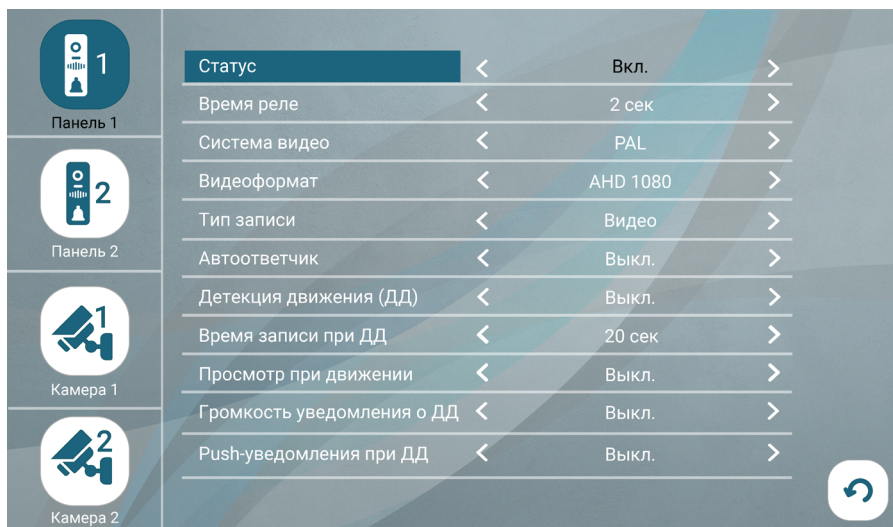 1
Панель 1
2
Панель 2
1
Камера 1
2
Камера 2
Статус Вкл.
Время реле 2 сек
Система видео PAL
Видеоформат AHD 1080
Тип записи Видео
Автоответчик Выкл.
Детекция движения (ДД) Выкл.
Время записи при ДД 20 сек
Просмотр при движении Выкл.
Громкость уведомления о ДД Выкл.
Push-уведомления при ДД Выкл.